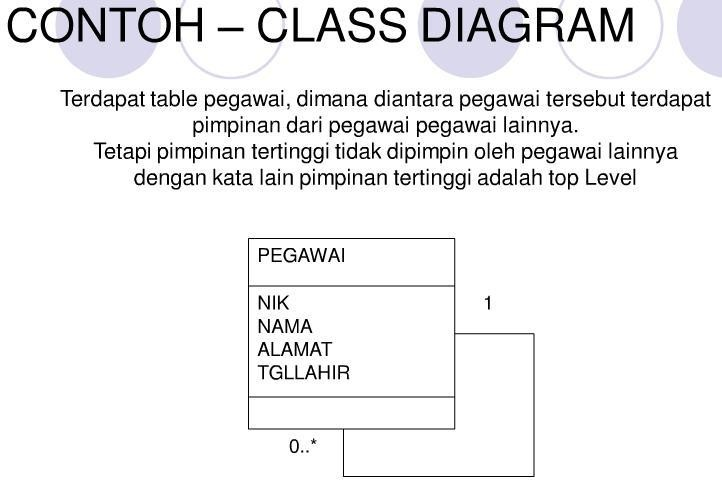 CONTOH – CLASS DIAGRAM
Terdapat table pegawai, dimana diantara pegawai tersebut terdapat
pimpinan dari pegawai pegawai lainnya.
Tetapi pimpinan tertinggi tidak dipimpin oleh pegawai lainnya
dengan kata lain pimpinan tertinggi adalah top Level
PEGAWAI
NIK
NAMA
ALAMAT
TGLLAHIR
1
0..*